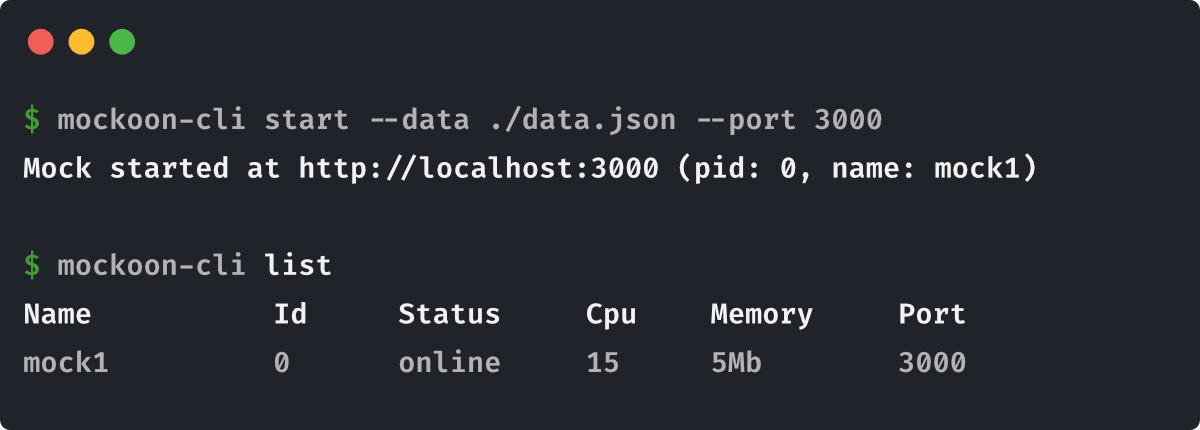 $ mockoon-cli start --data ./data.json --port 3000
Mock started at http://localhost:3000 (pid: 0, name: mock1)
$ mockoon-cli list
Name Id Status Cpu Memory Port
mock1 0 online 15 5Mb 3000